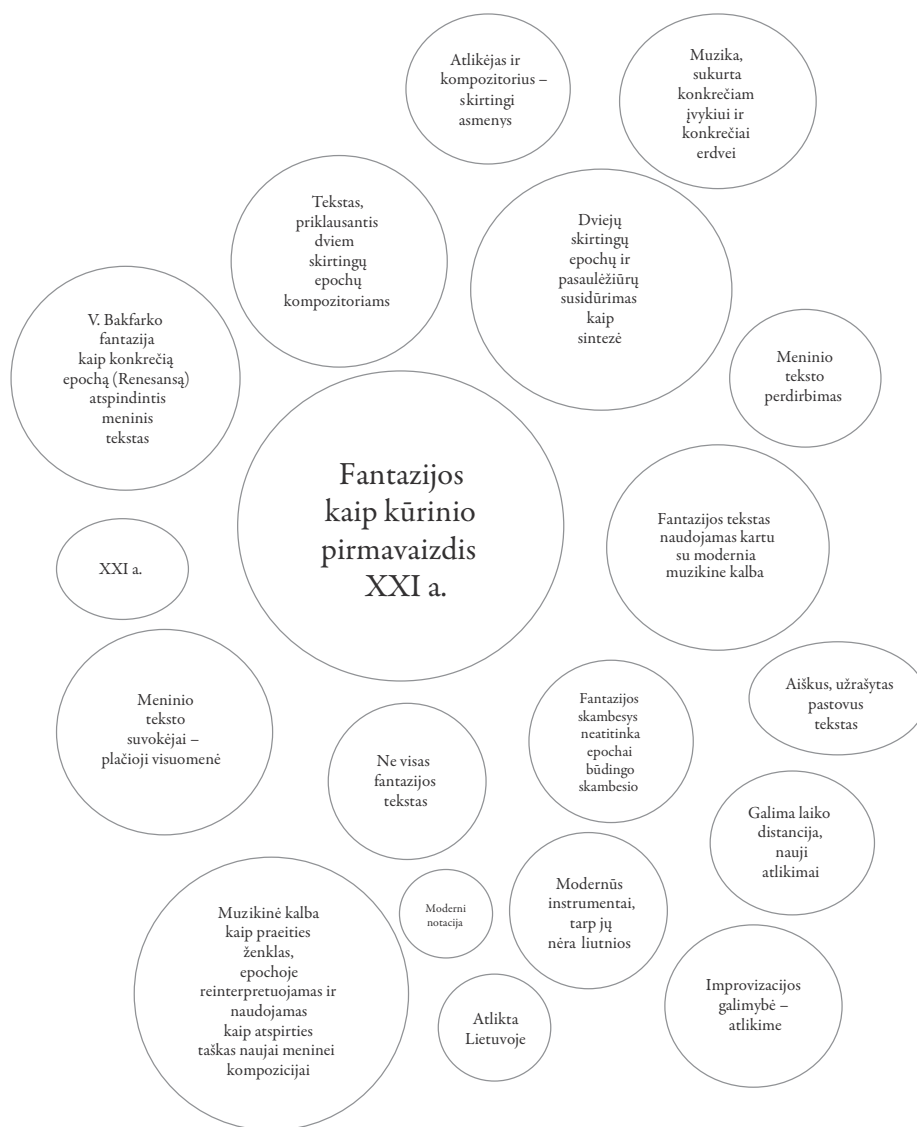 Atlikėjas ir
kompozitorius –
skirtingi
asmenys
Muzika,
sukurta
konkrečiam
įvykiui ir
konkrečiai
erdvei
Tekstas,
priklausantis
dviem
skirtingų
epochų
kompozitoriams
Dviejų
skirtingų
epochų ir
pasaulėžiūrų
susidūrimas
kaip
sintezė
V. Bakfarko
fantazija
kaip konkrečią
epochą (Renesansą)
atspindintis
meninis
tekstas
Meninio
teksto
perdirbimas
Fantazijos
kaip kūrinio
pirmavaizdis
XXI a.
Fantazijos tekstas
naudojamas kartu
su modernia
muzikine kalba
XXI a.
Meninio
teksto
suvokėjai –
plačioji visuomenė
Ne visas
fantazijos
tekstas
Fantazijos
skambesys
neatitinka
epochai
būdingo
skambesio
Aiškus, užrašytas
pastovus
tekstas
Galima laiko
distancija,
nauji
atlikimai
Muzikinė kalba
kaip praeities
ženklas,
epochoje
reinterpretuojamas ir
naudojamas
kaip atspirties
taškas naujai meninei
kompozicijai
Moderni
notacija
Modernūs
instrumentai,
tarp jų
nėra liutnios
Atlikta
Lietuvoje
Improvizacijos
galimybė –
atlikime